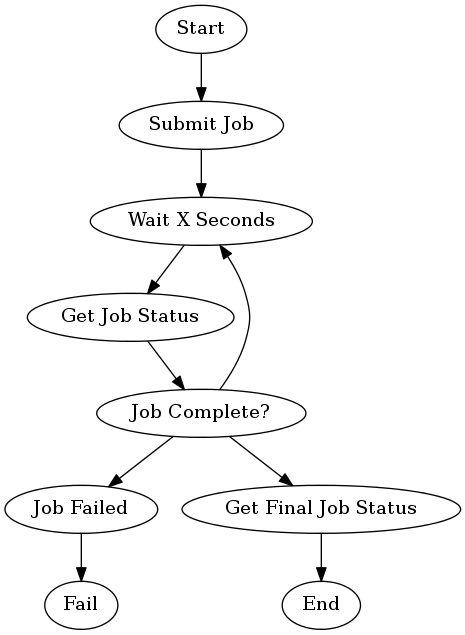 Start
Submit Job
Wait X Seconds
Get Job Status
Job Complete?
Job Failed
Get Final Job Status
Fail
End